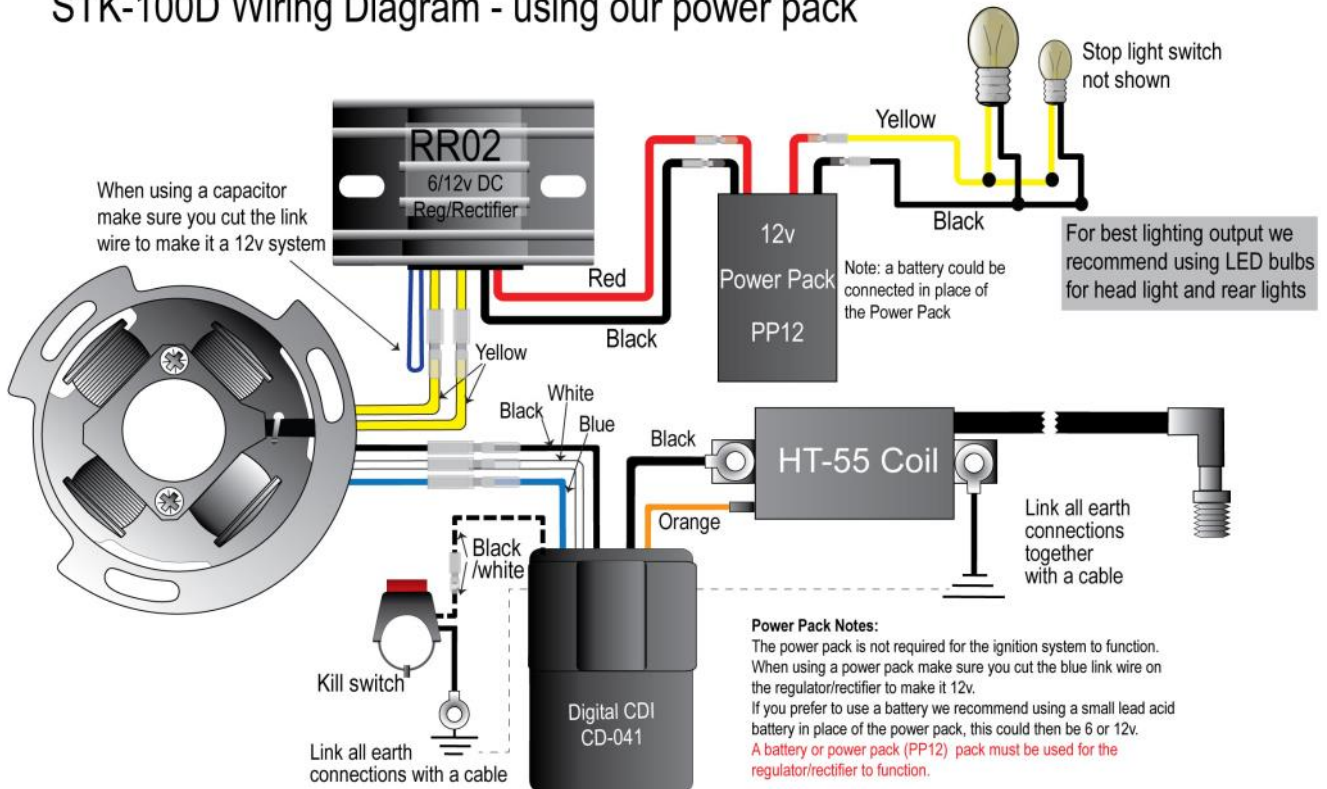 STK-100D Wiring Diagram - using our power pack
Stop light switch
not shown
Yellow
RR02
6/12v DC
Reg/Rectifier
When using a capacitor
make sure you cut the link
wire to make it a 12v system
Black
For best lighting output we
recommend using LED bulbs
for head light and rear lights
12v
Power Pack
PP12
Note: a battery could be
connected in place of
the Power Pack
Red
Black
Yellow
White
Black
Blue
Black
HT-55 Coil
Orange
Link all earth
connections
together
with a cable
Black
/white
Kill switch
Digital CDI
CD-041
Link all earth
connections with a cable
Power Pack Notes:
The power pack is not required for the ignition system to function.
When using a power pack make sure you cut the blue link wire on
the regulator/rectifier to make it 12v.
If you prefer to use a battery we recommend using a small lead acid
battery in place of the power pack, this could then be 6 or 12v.
A battery or power pack (PP12) pack must be used for the
regulator/rectifier to function.